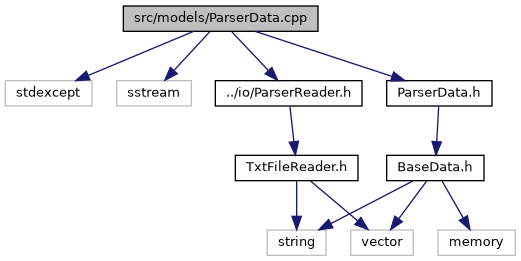 src/models/ParserData.cpp
stdexcept
sstream
../io/ParserReader.h
ParserData.h
TxtFileReader.h
BaseData.h
string
vector
memory